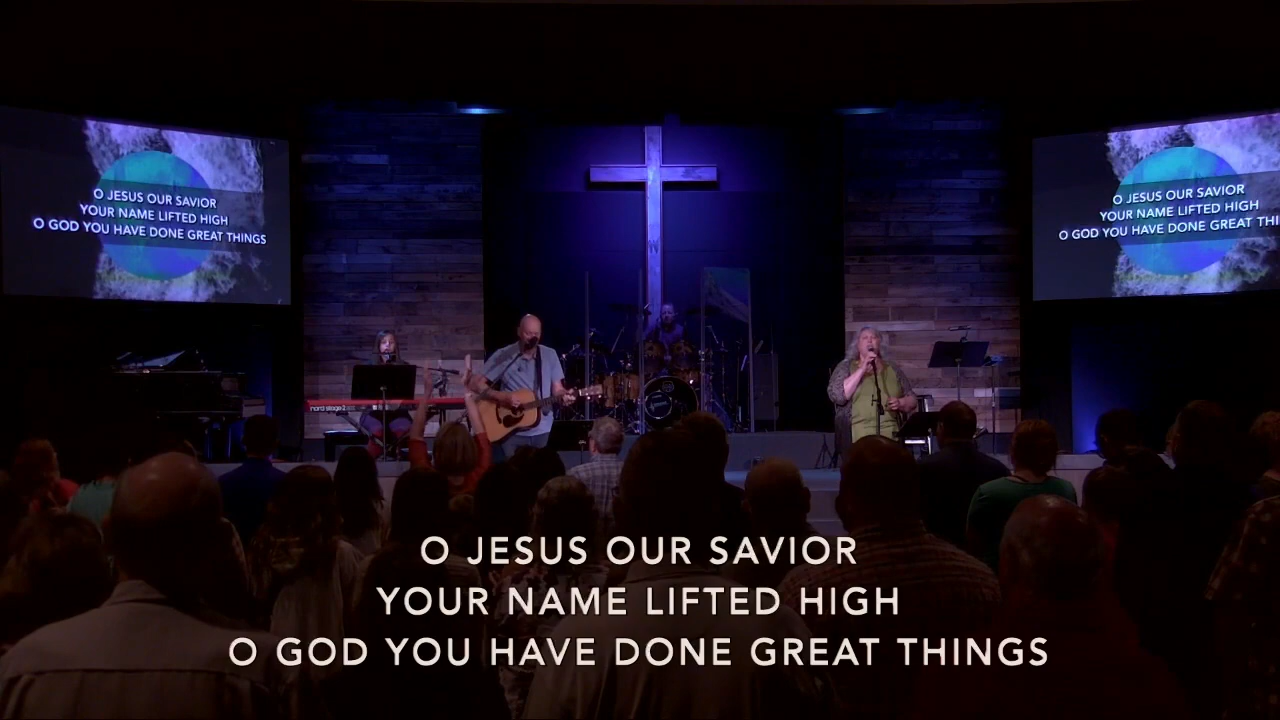 O JESUS OUR SAVIOR
YOUR NAME LIFTED HIGH
O GOD YOU HAVE DONE GREAT THINGS
O JESUS OUR SAVIOR
YOUR NAME LIFTED HIGH
O GOD YOU HAVE DONE GREAT THI
nord stage 2
O JESUS OUR SAVIOR
YOUR NAME LIFTED HIGH
O GOD YOU HAVE DONE GREAT THINGS